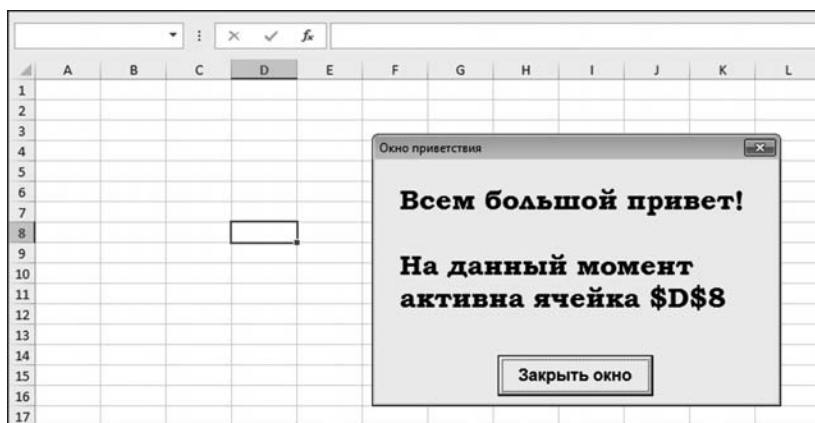 fx
A B C D E F G H I J K L
1
2
3
4
5
6
7
8
9
10
11
12
13
14
15
16
17
Окно приветствия
Всем большой привет!
На данный момент
активна ячейка $D$8
Закрыть окно